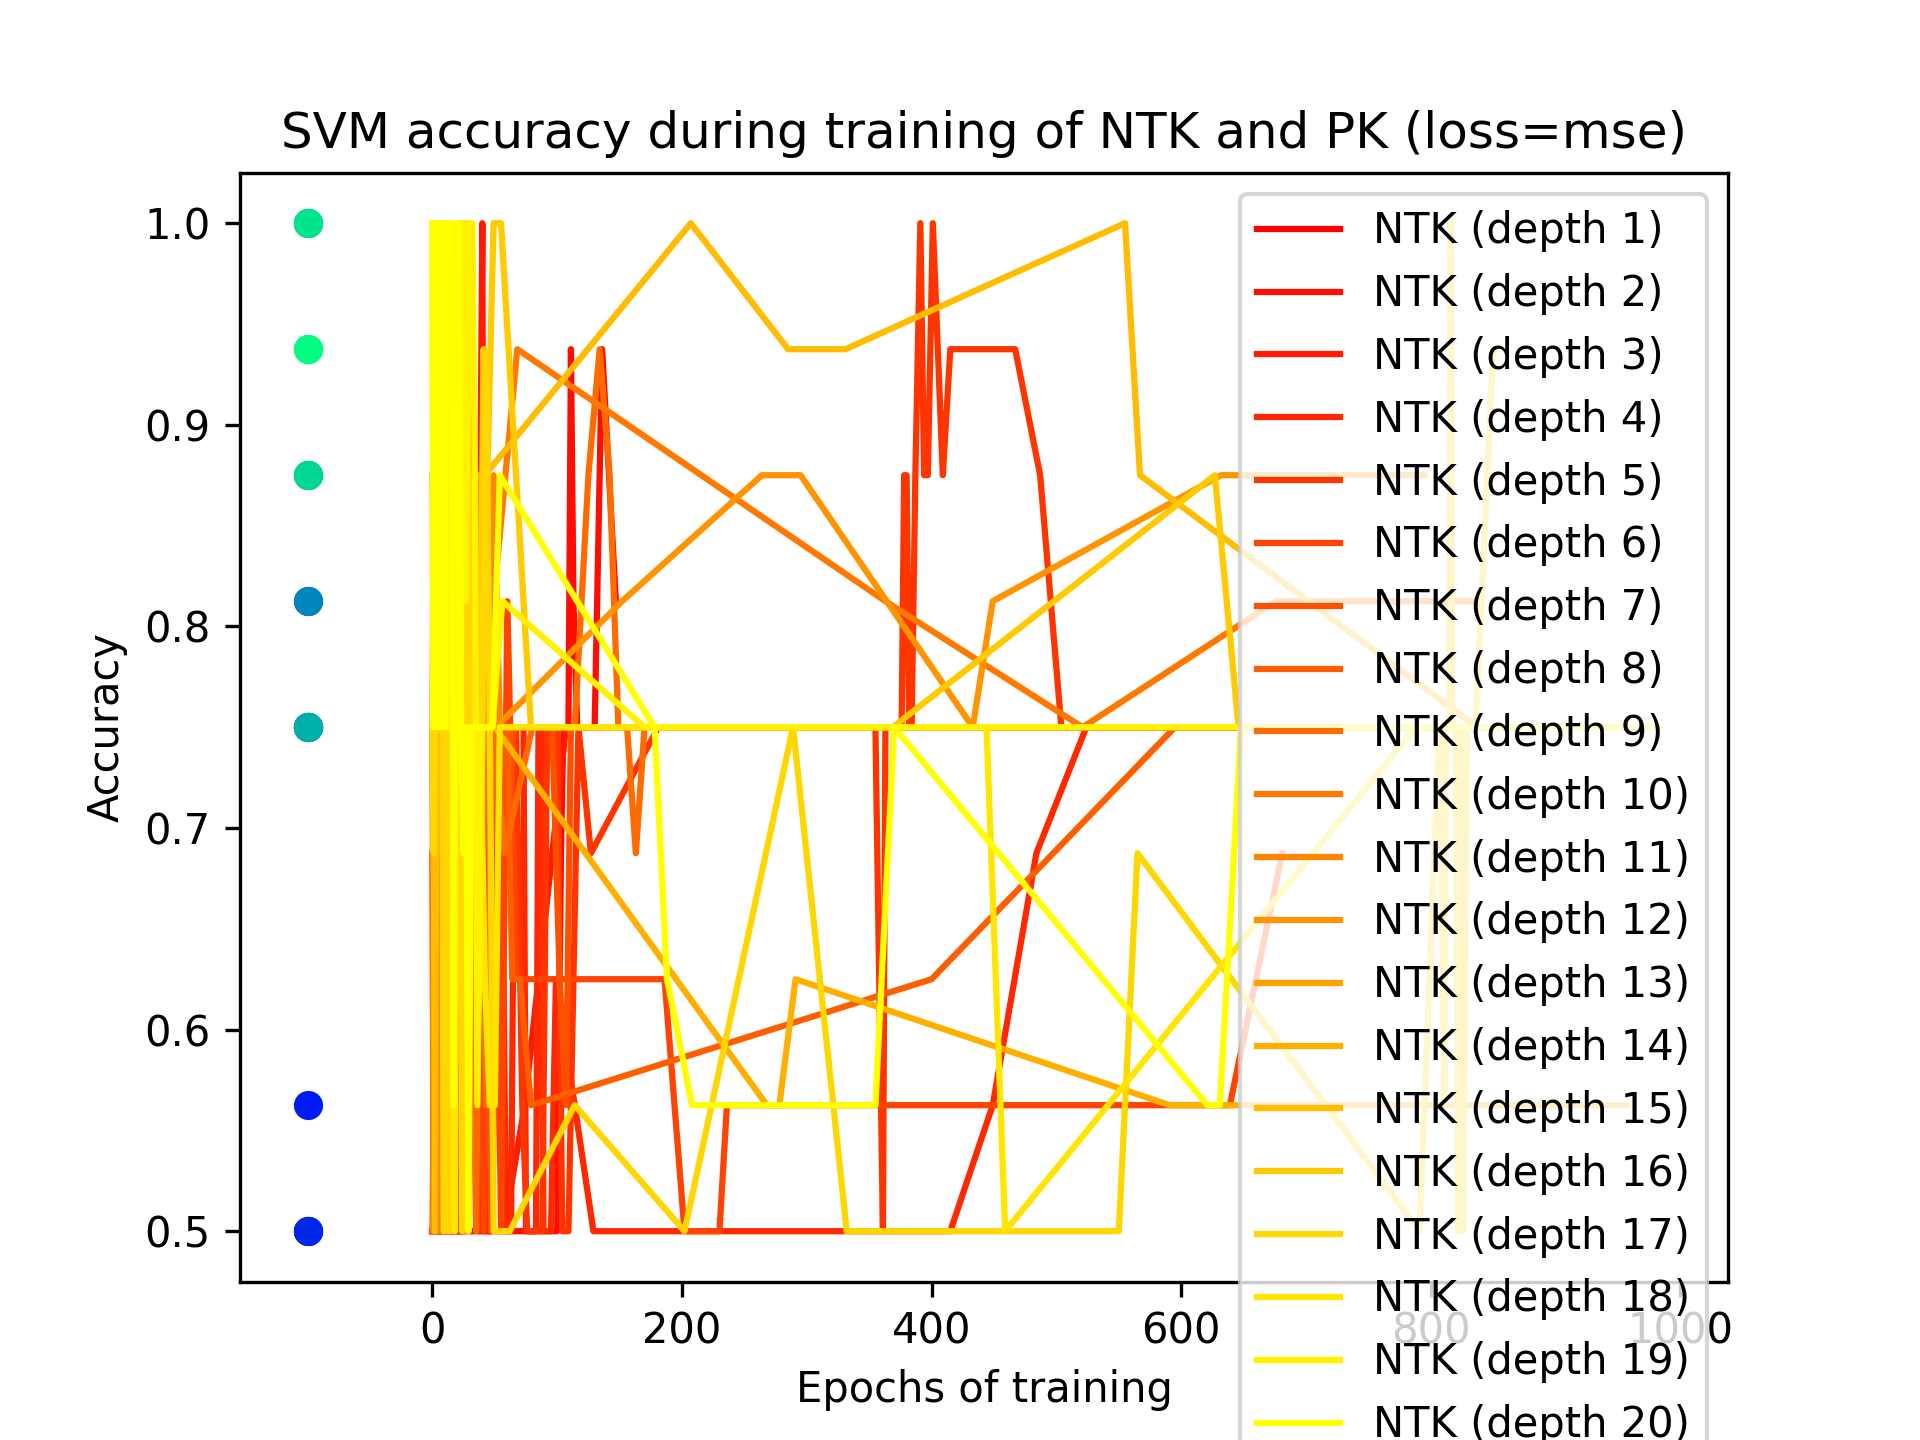 SVM accuracy during training of NTK and PK (loss=mse)
1.0
0.9
0.8
0.7
0.6
0.5
Accuracy
0
200
400
600
800
1000
Epochs of training
NTK (depth 1)
NTK (depth 2)
NTK (depth 3)
NTK (depth 4)
NTK (depth 5)
NTK (depth 6)
NTK (depth 7)
NTK (depth 8)
NTK (depth 9)
NTK (depth 10)
NTK (depth 11)
NTK (depth 12)
NTK (depth 13)
NTK (depth 14)
NTK (depth 15)
NTK (depth 16)
NTK (depth 17)
NTK (depth 18)
NTK (depth 19)
NTK (depth 20)